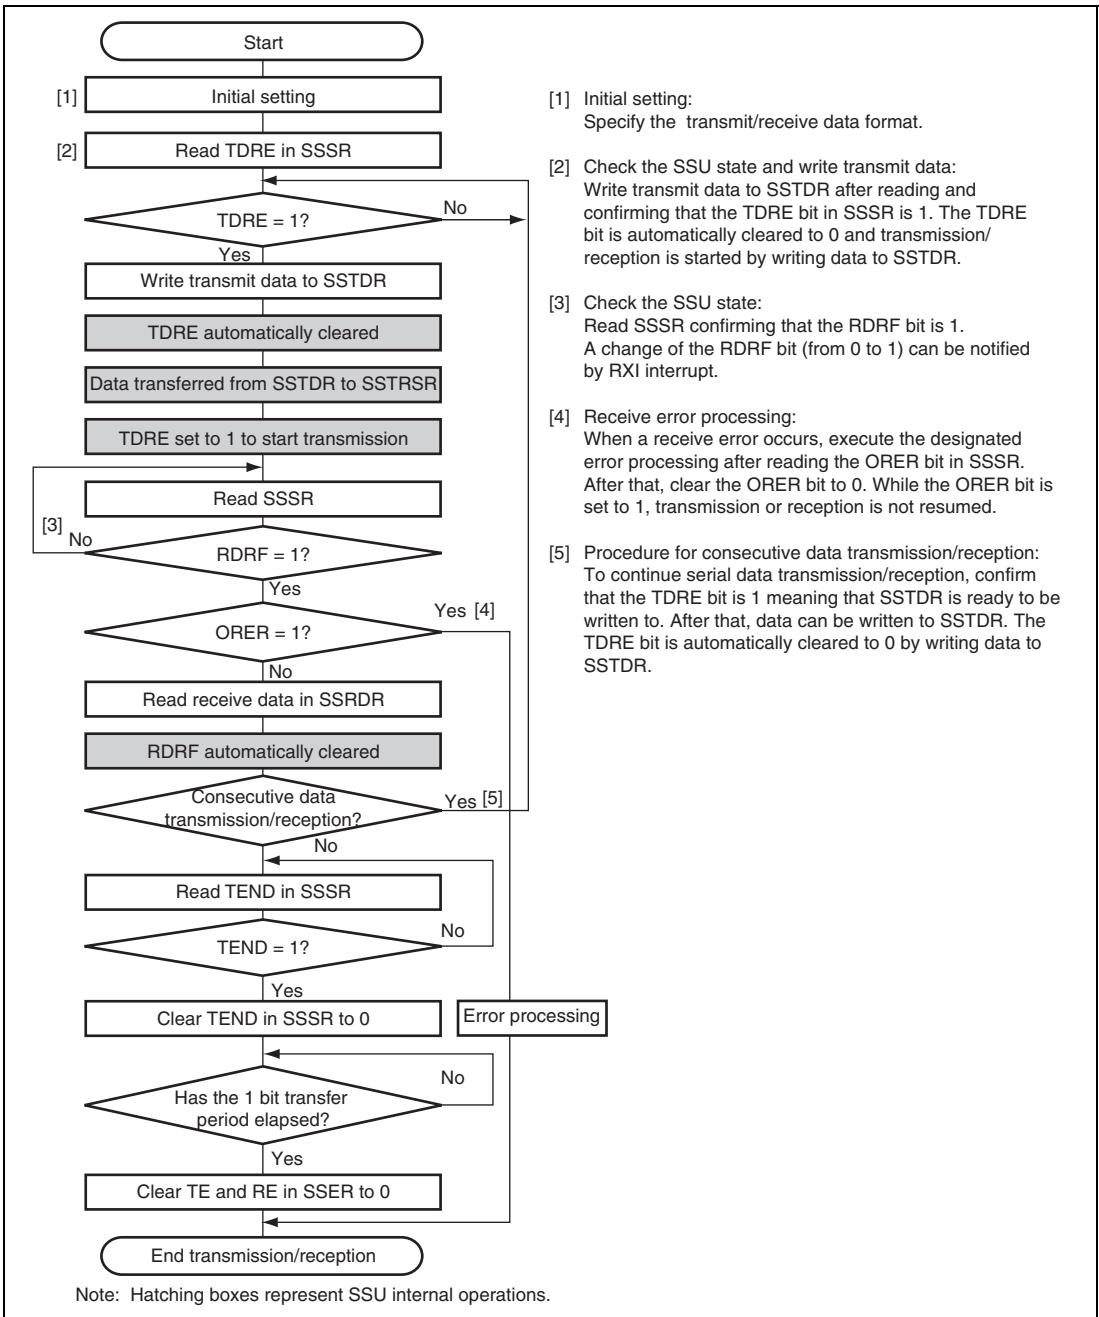 Start
[1] Initial setting
[2] Read TDRE in SSSR
TDRE = 1?
No
Yes
Write transmit data to SSTDR
TDRE automatically cleared
Data transferred from SSTDR to SSTRSR
TDRE set to 1 to start transmission
Read SSSR
[3]
No
RDRF = 1?
Yes
Yes [4]
ORER = 1?
No
Read receive data in SSRDR
RDRF automatically cleared
Consecutive data
transmission/reception?
Yes [5]
No
Read TEND in SSSR
No
TEND = 1?
Yes
Clear TEND in SSSR to 0
Error processing
No
Has the 1 bit transfer
period elapsed?
Yes
Clear TE and RE in SSER to 0
End transmission/reception
[1] Initial setting:
Specify the transmit/receive data format.
[2] Check the SSU state and write transmit data:
Write transmit data to SSTDR after reading and
confirming that the TDRE bit in SSSR is 1. The TDRE
bit is automatically cleared to 0 and transmission/
reception is started by writing data to SSTDR.
[3] Check the SSU state:
Read SSSR confirming that the RDRF bit is 1.
A change of the RDRF bit (from 0 to 1) can be notified
by RXI interrupt.
[4] Receive error processing:
When a receive error occurs, execute the designated
error processing after reading the ORER bit in SSSR.
After that, clear the ORER bit to 0. While the ORER bit is
set to 1, transmission or reception is not resumed.
[5] Procedure for consecutive data transmission/reception:
To continue serial data transmission/reception, confirm
that the TDRE bit is 1 meaning that SSTDR is ready to be
written to. After that, data can be written to SSTDR. The
TDRE bit is automatically cleared to 0 by writing data to
SSTDR.
Note: Hatching boxes represent SSU internal operations.